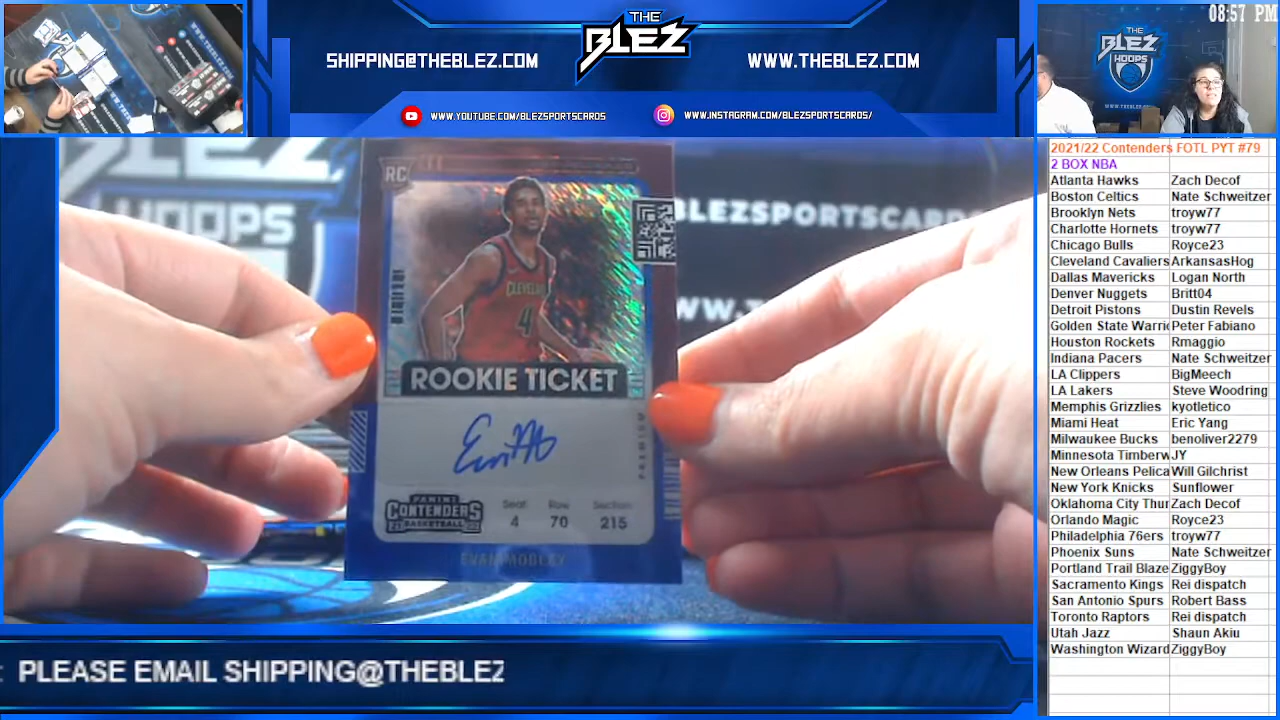 08:57 PM
THE
BLEZ
SHIPPING@THEBLEZ.COM
WWW.THEBLEZ.COM
WWW.YOUTUBE.COM/BLEZSPORTSCARDS
WWW.INSTAGRAM.COM/BLEZSPORTSCARDS/
THE
BLEZ
HOOPS
BLEZ
HOOPS
BLEZSPORTSCARDS
WWW.
RC
CLEVELAND
4
ROOKIE TICKET
PREMIUM
PANINI
CONTENDERS
BASKETBALL
Seat Row Section
4 70 215
EVAN MOBLEY
: PLEASE EMAIL SHIPPING@THEBLEZ
2021/22 Contenders FOTL PYT #79
2 BOX NBA
Atlanta Hawks Zach Decof
Boston Celtics Nate Schweitzer
Brooklyn Nets troyw77
Charlotte Hornets troyw77
Chicago Bulls Royce23
Cleveland Cavaliers ArkansasHog
Dallas Mavericks Logan North
Denver Nuggets Britt04
Detroit Pistons Dustin Revels
Golden State Warric Peter Fabiano
Houston Rockets Rmaggio
Indiana Pacers Nate Schweitzer
LA Clippers BigMeech
LA Lakers Steve Woodring
Memphis Grizzlies kyotletico
Miami Heat Eric Yang
Milwaukee Bucks benoliver2279
Minnesota Timberw JY
New Orleans Pelica Will Gilchrist
New York Knicks Sunflower
Oklahoma City Thur Zach Decof
Orlando Magic Royce23
Philadelphia 76ers troyw77
Phoenix Suns Nate Schweitzer
Portland Trail Blaze ZiggyBoy
Sacramento Kings Rei dispatch
San Antonio Spurs Robert Bass
Toronto Raptors Rei dispatch
Utah Jazz Shaun Akiu
Washington Wizard ZiggyBoy